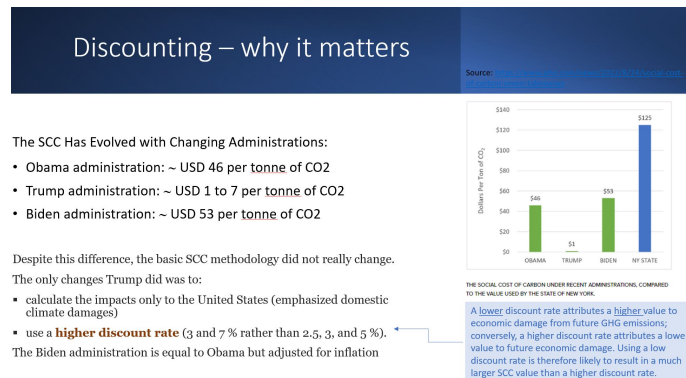 Discounting – why it matters
Source:
The SCC Has Evolved with Changing Administrations:
• Obama administration: ~ USD 46 per tonne of CO2
• Trump administration: ~ USD 1 to 7 per tonne of CO2
• Biden administration: ~ USD 53 per tonne of CO2
Despite this difference, the basic SCC methodology did not really change.
The only changes Trump did was to:
▪ calculate the impacts only to the United States (emphasized domestic
climate damages)
▪ use a higher discount rate (3 and 7 % rather than 2.5, 3, and 5 %).
The Biden administration is equal to Obama but adjusted for inflation
Dollars Per Ton of CO₂
$140
$120
$100
$80
$60
$40
$20
$0
$46
$1
$53
$125
OBAMA
TRUMP
BIDEN
NY STATE
THE SOCIAL COST OF CARBON UNDER RECENT ADMINISTRATIONS, COMPARED
TO THE VALUE USED BY THE STATE OF NEW YORK.
A lower discount rate attributes a higher value to
economic damage from future GHG emissions;
conversely, a higher discount rate attributes a lowe
value to future economic damage. Using a low
discount rate is therefore likely to result in a much
larger SCC value than a higher discount rate.